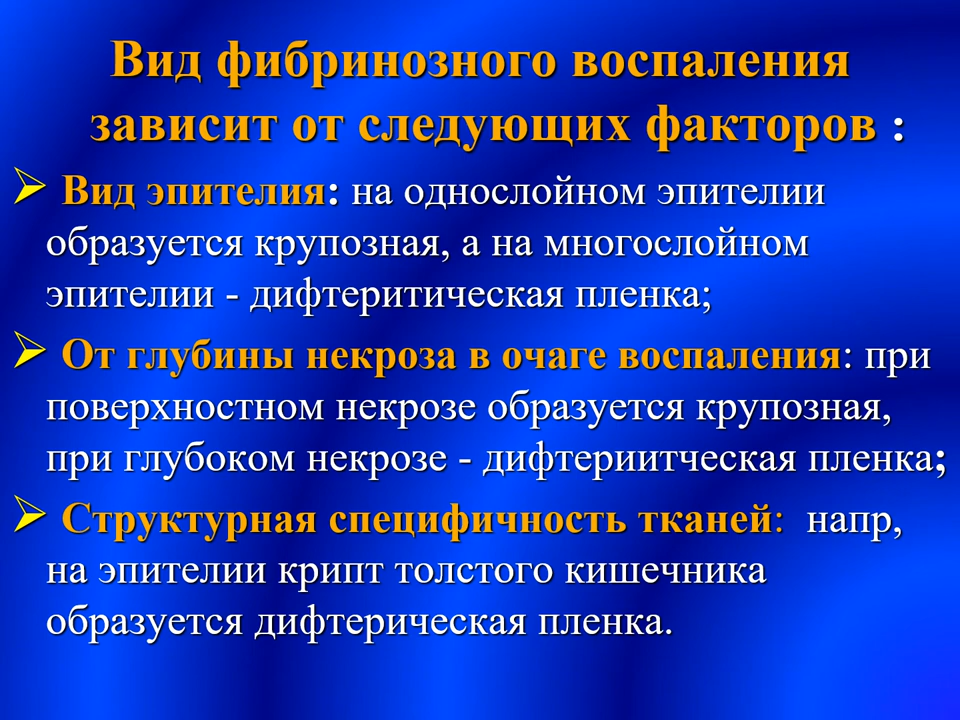 Вид фибринозного воспаления
зависит от следующих факторов :
Вид эпителия: на однослойном эпителии
образуется крупозная, а на многослойном
эпителии - дифтеритическая пленка;
От глубины некроза в очаге воспаления: при
поверхностном некрозе образуется крупозная,
при глубоком некрозе - дифтериитческая пленка;
Структурная специфичность тканей: напр,
на эпителии крипт толстого кишечника
образуется дифтерическая пленка.